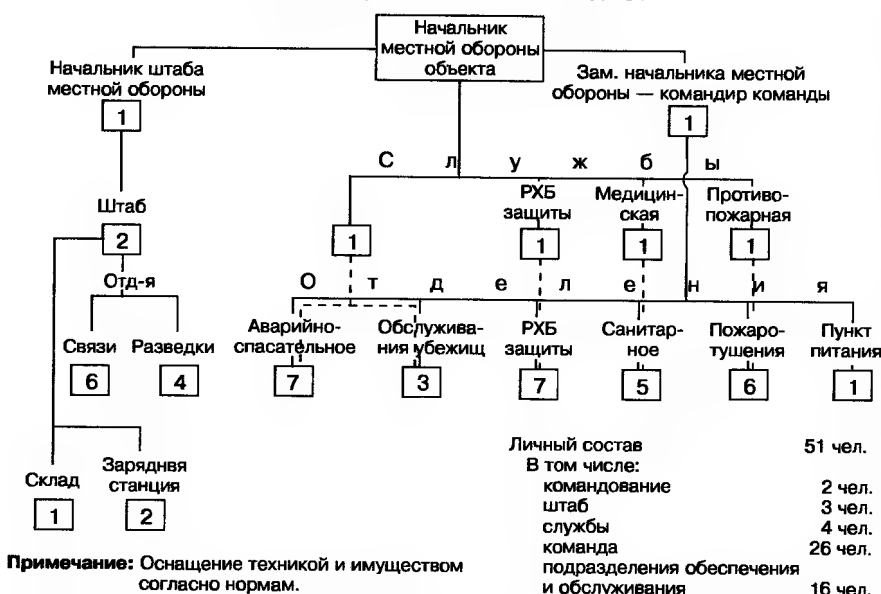 Начальник
местной обороны
объекта
Начальник штаба
местной обороны
1
Зам. начальника местной
обороны — командир команды
1
Службы
Штаб
2
1
РХБ
защиты
1
Медицин-
ская
1
Противо-
пожарная
1
Отд-я
Связи
6
Разведки
4
Отделения
Аварийно-
спасательное
7
Обслужива-
ния убежищ
3
РХБ
защиты
7
Санитар-
ное
5
Пожаро-
тушения
6
Пункт
питания
1
Склад
1
Заряднвя
станция
2
Личный состав 51 чел.
В том числе:
командование 2 чел.
штаб 3 чел.
службы 4 чел.
команда 26 чел.
подразделения обеспечения
и обслуживания 16 чел.
Примечание: Оснащение техникой и имуществом
согласно нормам.